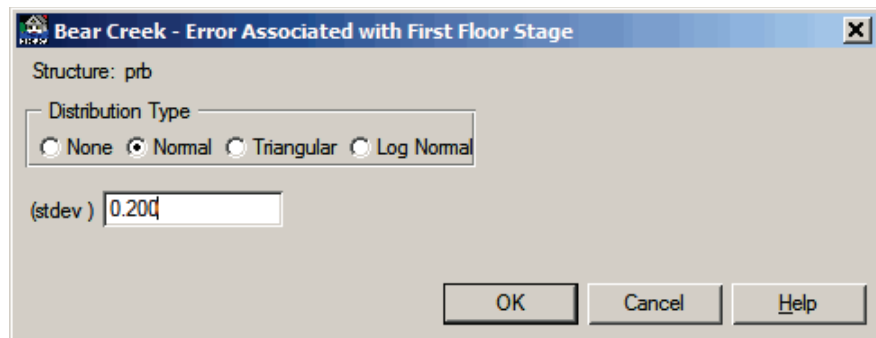 Bear Creek - Error Associated with First Floor Stage
Structure: prb
Distribution Type
None Normal Triangular Log Normal
(stdev ) 0.200
OK Cancel Help